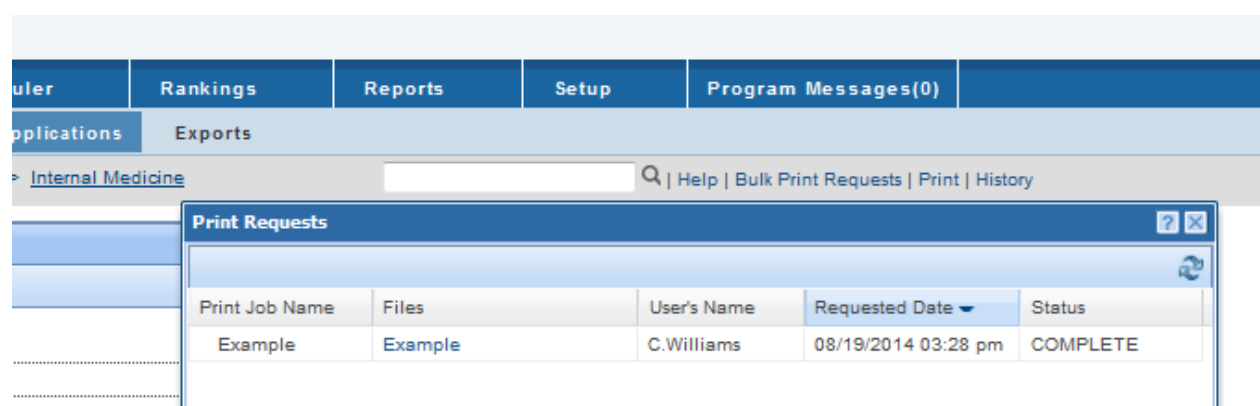 uler Rankings Reports Setup Program Messages(0)
pplications Exports
> Internal Medicine | Help | Bulk Print Requests | Print | History
Print Requests
Print Job Name Files User's Name Requested Date Status
Example Example C.Williams 08/19/2014 03:28 pm COMPLETE